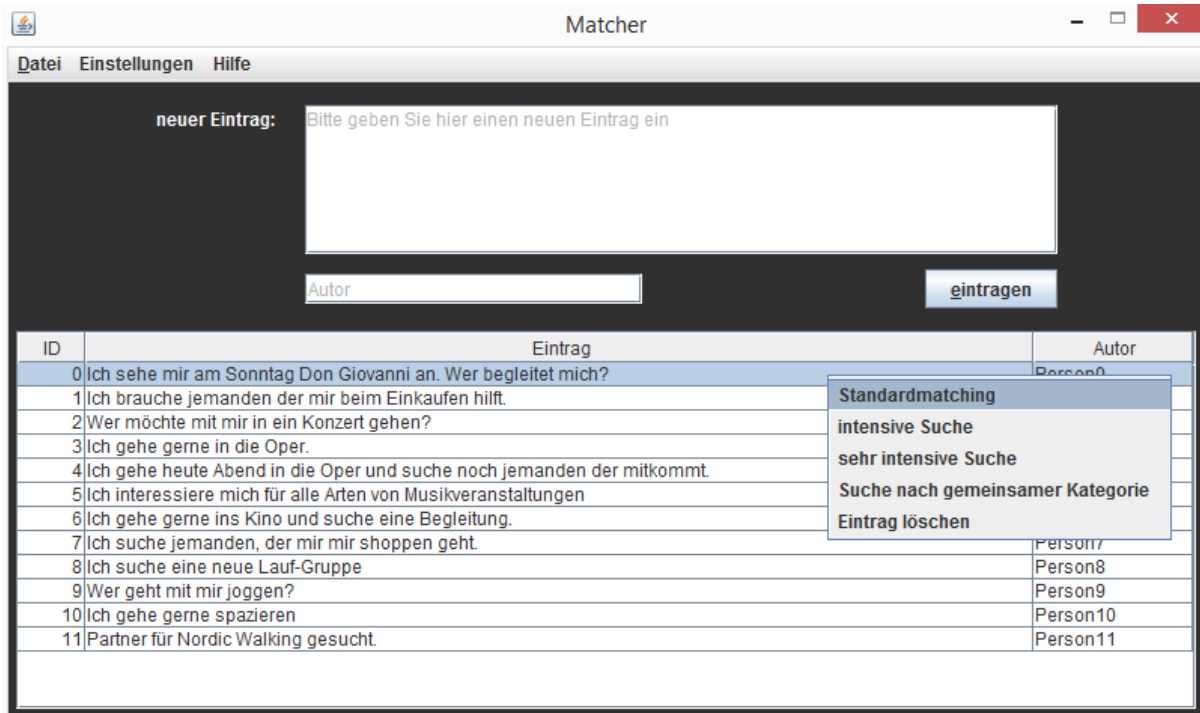 Matcher
Datei Einstellungen Hilfe
neuer Eintrag: Bitte geben Sie hier einen neuen Eintrag ein
Autor eintragen
ID Eintrag Autor
0 Ich sehe mir am Sonntag Don Giovanni an. Wer begleitet mich? Person0
1 Ich brauche jemanden der mir beim Einkaufen hilft.
2 Wer möchte mit mir in ein Konzert gehen?
3 Ich gehe gerne in die Oper.
4 Ich gehe heute Abend in die Oper und suche noch jemanden der mitkommt.
5 Ich interessiere mich für alle Arten von Musikveranstaltungen
6 Ich gehe gerne ins Kino und suche eine Begleitung.
7 Ich suche jemanden, der mir mir shoppen geht. Person7
8 Ich suche eine neue Lauf-Gruppe Person8
9 Wer geht mit mir joggen? Person9
10 Ich gehe gerne spazieren Person10
11 Partner für Nordic Walking gesucht. Person11
Standardmatching
intensive Suche
sehr intensive Suche
Suche nach gemeinsamer Kategorie
Eintrag löschen